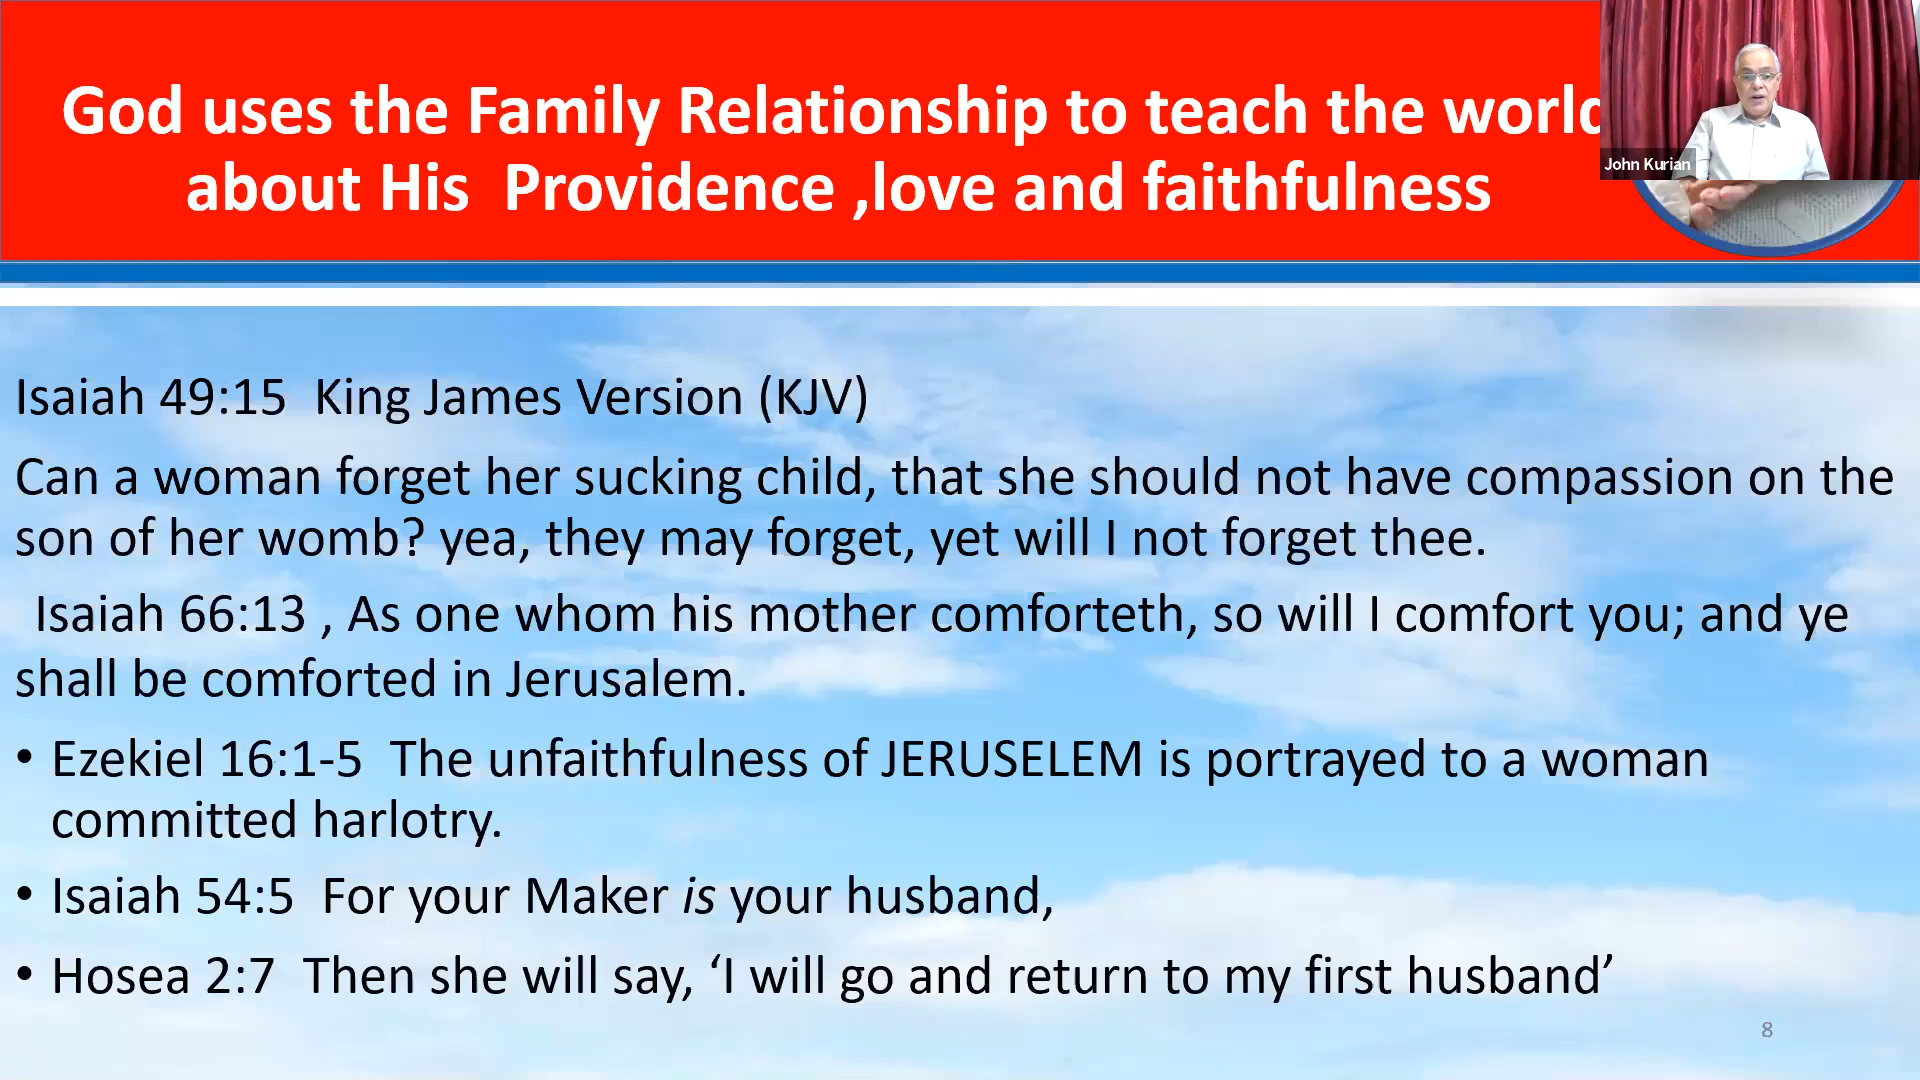 God uses the Family Relationship to teach the world
about His Providence ,love and faithfulness
John Kurian
Isaiah 49:15 King James Version (KJV)
Can a woman forget her sucking child, that she should not have compassion on the
son of her womb? yea, they may forget, yet will I not forget thee.
Isaiah 66:13 , As one whom his mother comforteth, so will I comfort you; and ye
shall be comforted in Jerusalem.
• Ezekiel 16:1-5 The unfaithfulness of JERUSELEM is portrayed to a woman
committed harlotry.
• Isaiah 54:5 For your Maker is your husband,
• Hosea 2:7 Then she will say, ‘I will go and return to my first husband’
8